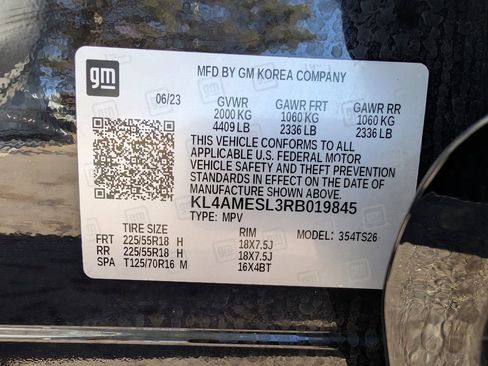 gm
MFD BY GM KOREA COMPANY
06/23 GVWR GAWR FRT GAWR RR
2000 KG 1060 KG 1060 KG
4409 LB 2336 LB 2336 LB
THIS VEHICLE CONFORMS TO ALL
APPLICABLE U.S. FEDERAL MOTOR
VEHICLE SAFETY AND THEFT PREVENTION
STANDARDS IN EFFECT ON THE DATE OF
MANUFACTURE SHOWN ABOVE.
KL4AMESL3RB019845
TYPE: MPV
TIRE SIZE RIM MODEL: 354TS26
FRT 225/55R18 H 18X7.5J
RR 225/55R18 H 18X7.5J
SPA T125/70R16 M 16X4BT